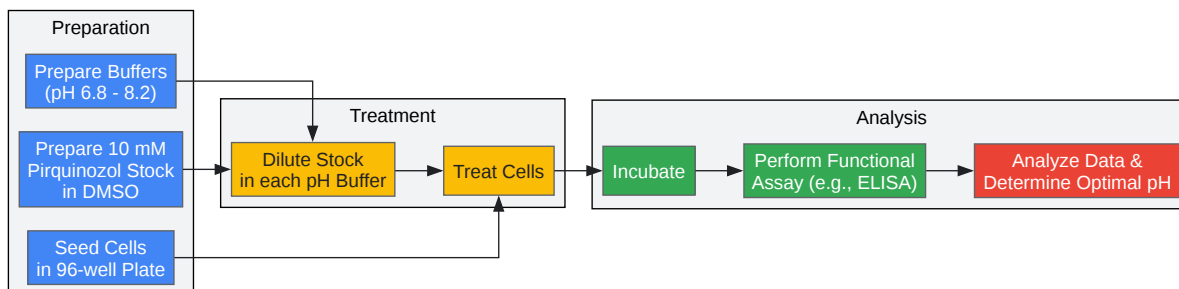 Preparation
Prepare Buffers
(pH 6.8 - 8.2)
Prepare 10 mM
Pirquinozol Stock
in DMSO
Seed Cells
in 96-well Plate
Treatment
Dilute Stock
in each pH Buffer
Treat Cells
Analysis
Incubate
Perform Functional
Assay (e.g., ELISA)
Analyze Data &
Determine Optimal pH